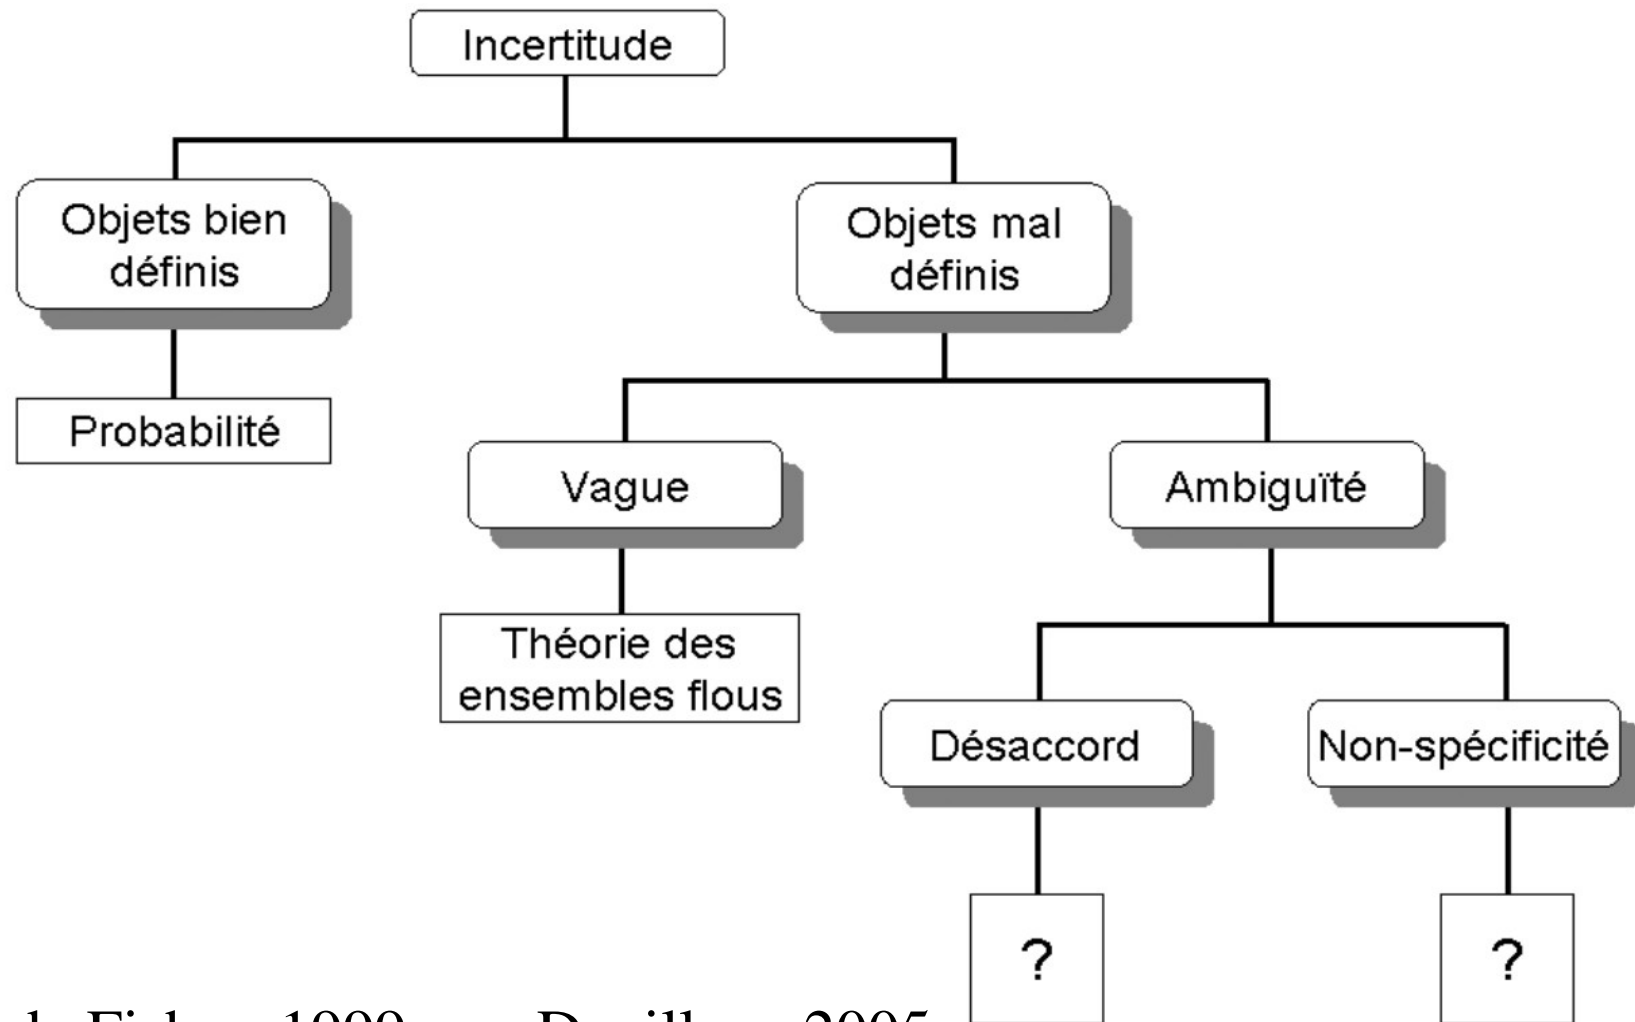 Incertitude
Objets bien
définis
Objets mal
définis
Probabilité
Vague
Ambiguïté
Théorie des
ensembles flous
Désaccord
Non-spécificité
?
?